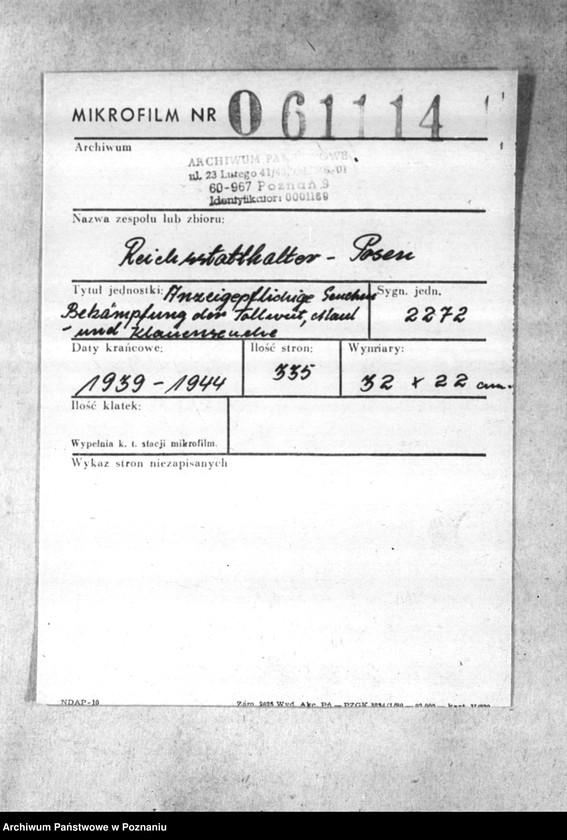 MIKROFILM NR 061114
Archiwum
ARCHIWUM
ul. 23 Lutego 41/43
60-967 Poznań 9
Identyfikator: 0001189
Nazwa zespołu lub zbioru:
Reichsstatthalter - Posen
Tytuł jednostki: Anzeigepflichtige Seuchen
Bekämpfung der Tollwut, Maul
- und Klauenseuche
Sygn. jedn.
2272
Daty krańcowe:
1939 - 1944
Ilość stron:
335
Wymiary:
32 x 22 cm.
Ilość klatek:
Wypełnia k. t. stacji mikrofilm.
Wykaz stron niezapisanych
NDAP-10
Archiwum Państwowe w Poznaniu